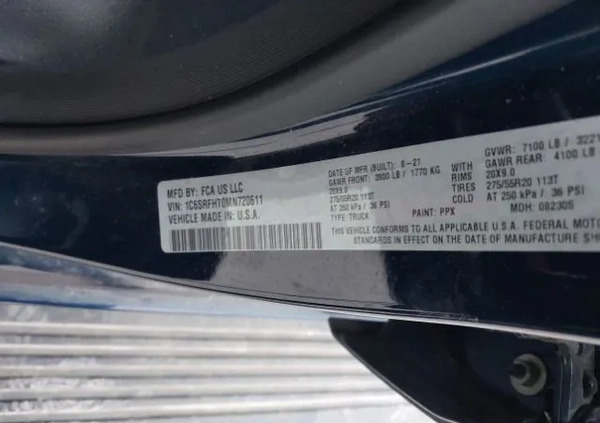 MFD BY: FCA US LLC
VIN: 1C6SRFHT0MN720611
VEHICLE MADE IN U.S.A.
DATE OF MFR (BUILT): 8-21
GAWR FRONT: 3900 LB / 1770 KG WITH
20X9.0 RIMS
275/55R20 113T TIRES
AT 250 kPa / 36 PSI COLD
TYPE: TRUCK PAINT: PPX
GVWR: 7100 LB / 3221
GAWR REAR: 4100 LB
20X9.0
275/55R20 113T
AT 250 kPa / 36 PSI
MDH: 082305
THIS VEHICLE CONFORMS TO ALL APPLICABLE U.S.A. FEDERAL MOTO
STANDARDS IN EFFECT ON THE DATE OF MANUFACTURE SH